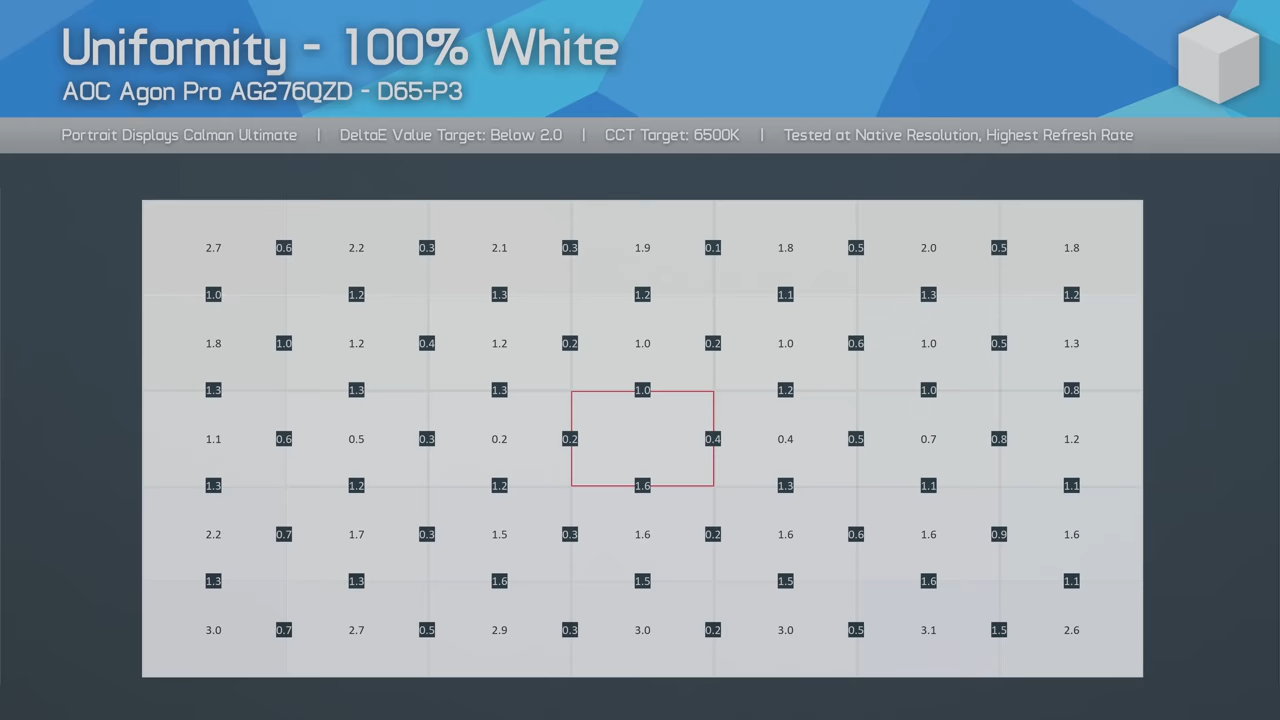 Uniformity - 100% White
AOC Agon Pro AG276QZD - D65-P3
Portrait Displays Calman Ultimate | DeltaE Value Target: Below 2.0 | CCT Target: 6500K | Tested at Native Resolution, Highest Refresh Rate
2.7 0.6 2.2 0.3 2.1 0.3 1.9 0.1 1.8 0.5 2.0 0.5 1.8
1.0 1.2 1.3 1.2 1.1 1.3 1.2
1.8 1.0 1.2 0.4 1.2 0.2 1.0 0.2 1.0 0.6 1.0 0.5 1.3
1.3 1.3 1.3 1.0 1.2 1.0 0.8
1.1 0.6 0.5 0.3 0.2 0.2 0.4 0.4 0.5 0.7 0.8 1.2
1.3 1.2 1.2 1.6 1.3 1.1 1.1
2.2 0.7 1.7 0.3 1.5 0.3 1.6 0.2 1.6 0.6 1.6 0.9 1.6
1.3 1.3 1.6 1.5 1.5 1.6 1.1
3.0 0.7 2.7 0.5 2.9 0.3 3.0 0.2 3.0 0.5 3.1 1.5 2.6